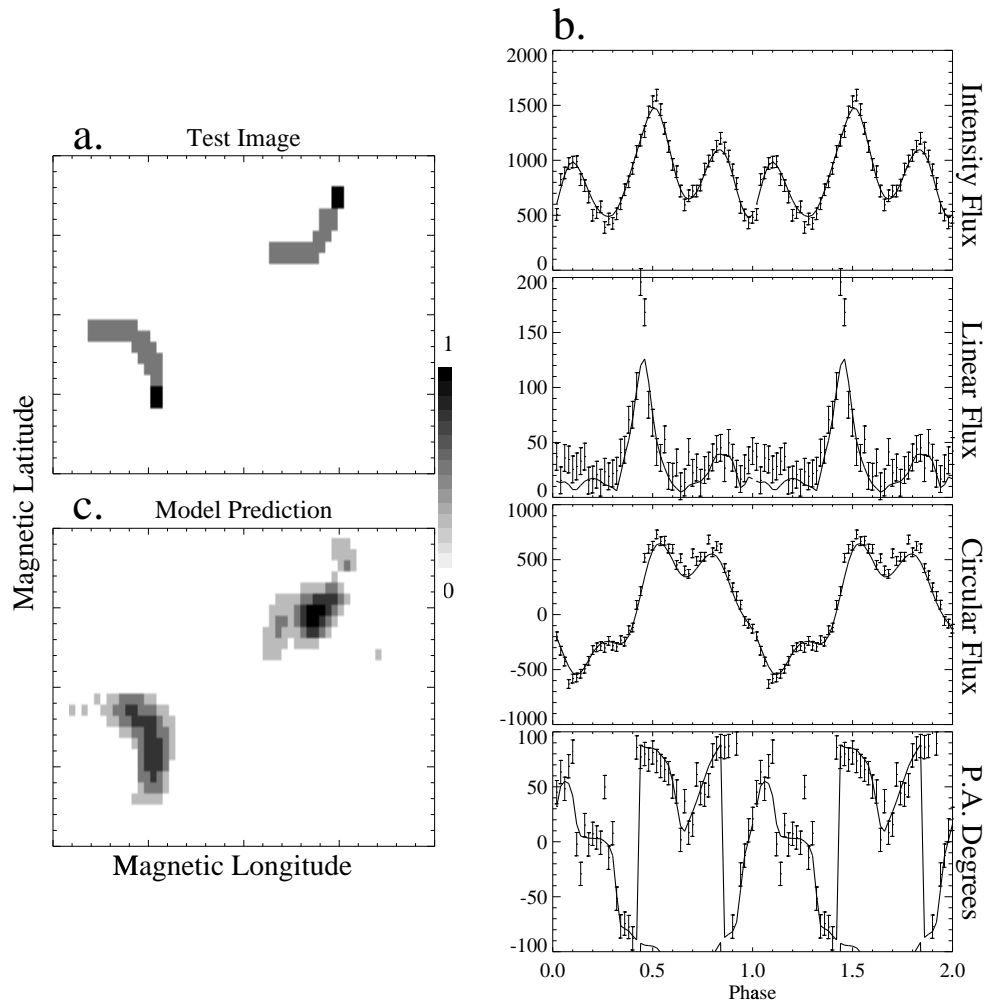 a.
Test Image
Magnetic Latitude
1
0
c.
Model Prediction
Magnetic Longitude
b.
2000
1500
1000
500
0
Intensity Flux
200
150
100
50
0
Linear Flux
1000
500
0
-500
-1000
Circular Flux
100
50
0
-50
-100
P.A. Degrees
0.0 0.5 1.0 1.5 2.0
Phase